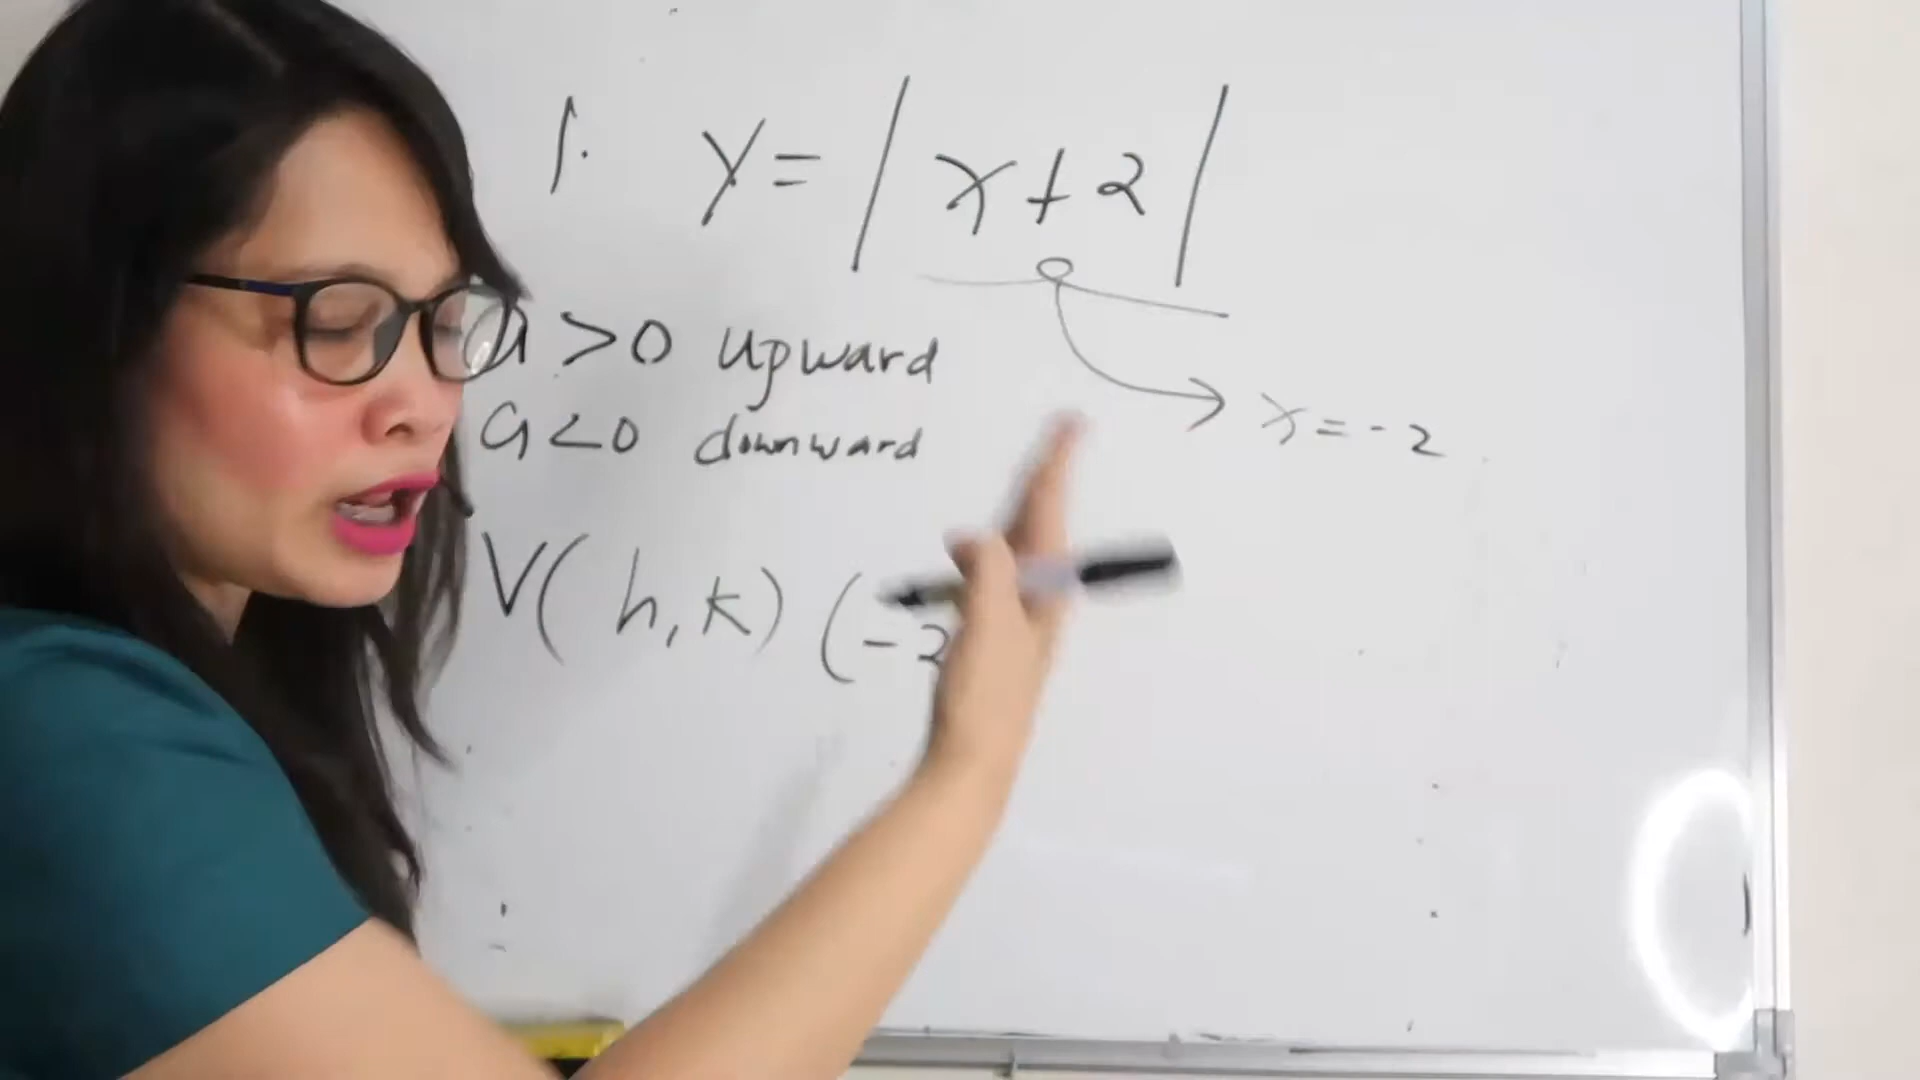 1. y = | x + 2 |
a > 0 upward
a < 0 downward
x = - 2
V( h, k) ( - 2